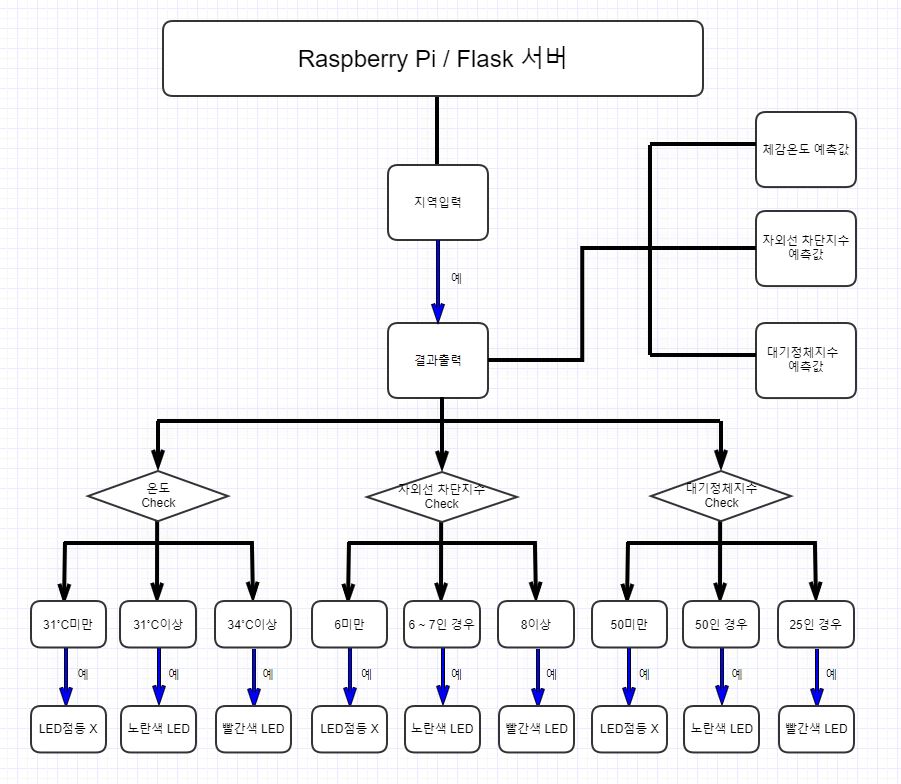 Raspberry Pi / Flask 서버
체감온도 예측값
지역입력
자외선 차단지수
예측값
예
대기정체지수
예측값
결과출력
온도
Check
자외선 차단지수
Check
대기정체지수
Check
31°C미만
31°C이상
34°C이상
6미만
6 ~ 7인 경우
8이상
50미만
50인 경우
25인 경우
예
예
예
예
예
예
예
예
예
LED점등 X
노란색 LED
빨간색 LED
LED점등 X
노란색 LED
빨간색 LED
LED점등 X
노란색 LED
빨간색 LED